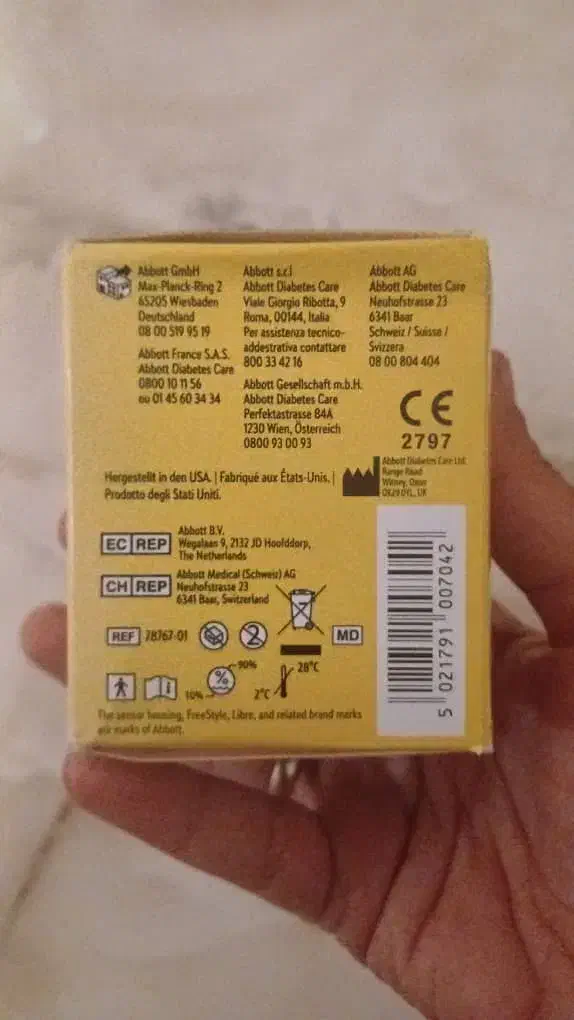 Abbott GmbH
Max-Planck-Ring 2
65205 Wiesbaden
Deutschland
08 00 519 95 19
Abbott France S.A.S.
Abbott Diabetes Care
0800 10 11 56
ou 01 45 60 34 34
Abbott s.r.l
Abbott Diabetes Care
Viale Giorgio Ribotta, 9
Roma, 00144, Italia
Per assistenza tecnico-
addestrativa contattare
800 33 42 16
Abbott Gesellschaft m.b.H.
Abbott Diabetes Care
Perfektastrasse 84A
1230 Wien, Österreich
0800 93 00 93
Abbott AG
Abbott Diabetes Care
Neuhofstrasse 23
6341 Baar
Schweiz / Suisse /
Svizzera
08 00 804 404
CE
2797
Hergestellt in den USA. | Fabriqué aux États-Unis. |
Prodotto degli Stati Uniti.
Abbott Diabetes Care Ltd.
Range Road
Witney, Oxon
OX29 0YL, UK
EC REP
Abbott B.V.
Wegalaan 9, 2132 JD Hoofddorp,
The Netherlands
CH REP
Abbott Medical (Schweiz) AG
Neuhofstrasse 23
6341 Baar, Switzerland
REF 78767-01
2
MD
10%
%
90%
2°C
28°C
The sensor housing, FreeStyle, Libre, and related brand marks
are marks of Abbott.
5 021791 007042